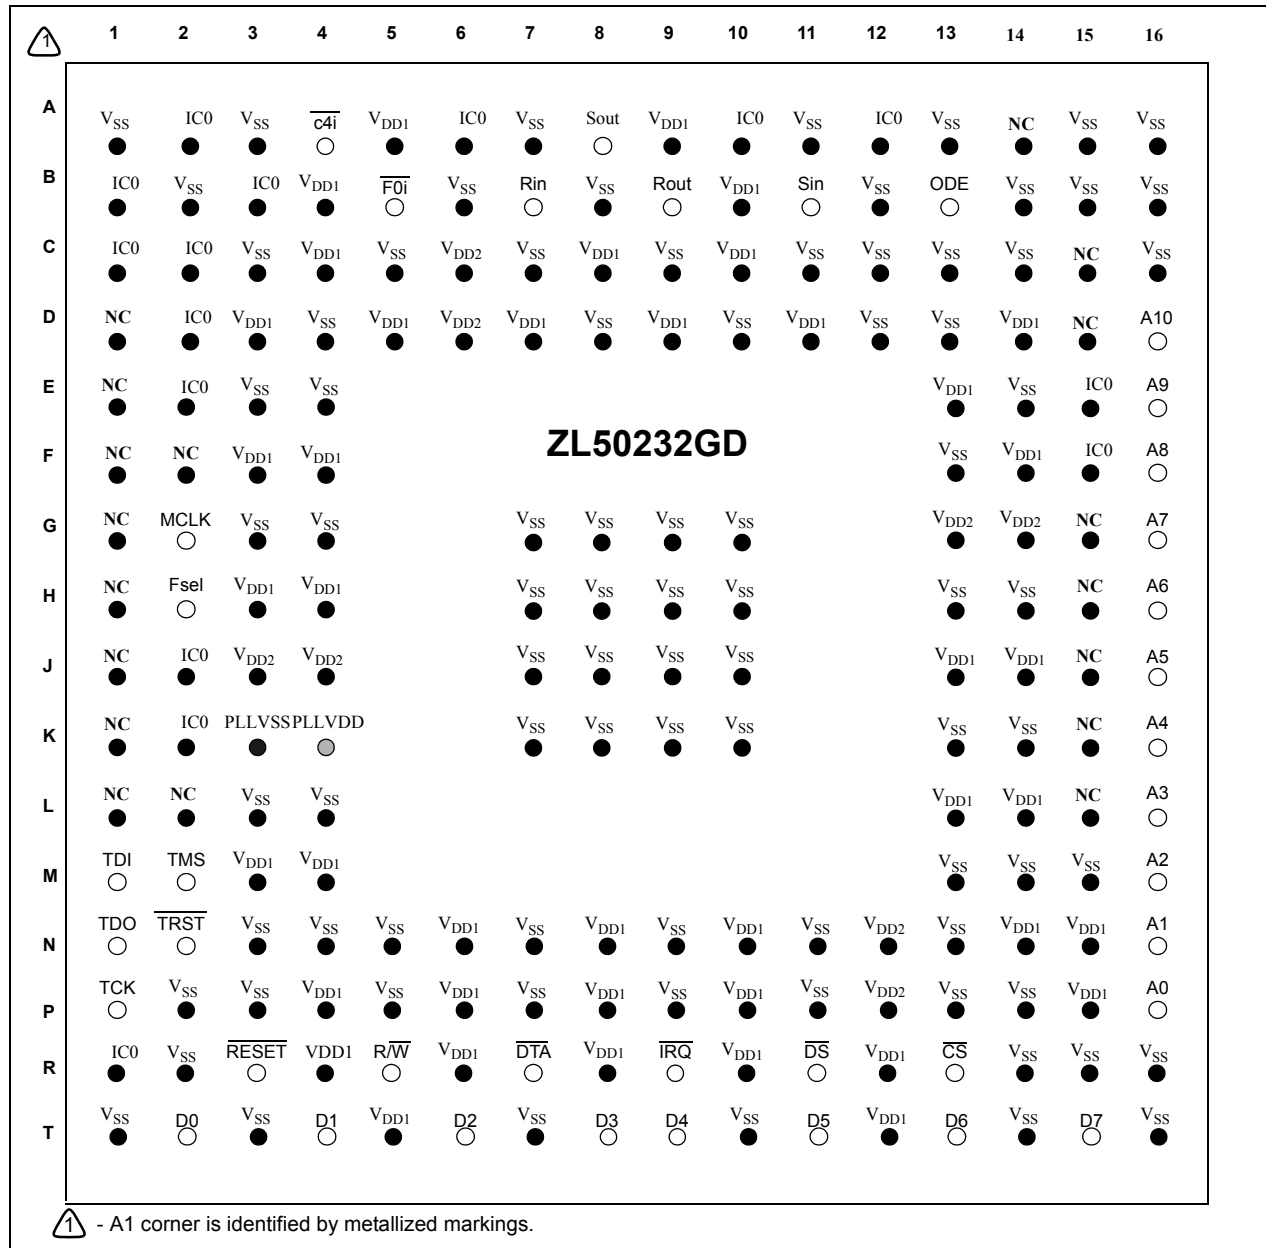 1 1 2 3 4 5 6 7 8 9 10 11 12 13 14 15 16
A VSS IC0 VSS c4i VDD1 IC0 VSS Sout VDD1 IC0 VSS IC0 VSS NC VSS VSS
B IC0 VSS IC0 VDD1 F0i VSS Rin VSS Rout VDD1 Sin VSS ODE VSS VSS VSS
C IC0 IC0 VSS VDD1 VSS VDD2 VSS VDD1 VSS VDD1 VSS VSS VSS VSS NC VSS
D NC IC0 VDD1 VSS VDD1 VDD2 VDD1 VSS VDD1 VSS VDD1 VSS VSS VDD1 NC A10
E NC IC0 VSS VSS VDD1 VSS IC0 A9
ZL50232GD
F NC NC VDD1 VDD1 VSS VDD1 IC0 A8
G NC MCLK VSS VSS VSS VSS VSS VSS VDD2 VDD2 NC A7
H NC Fsel VDD1 VDD1 VSS VSS VSS VSS VSS VSS NC A6
J NC IC0 VDD2 VDD2 VSS VSS VSS VSS VDD1 VDD1 NC A5
K NC IC0 PLLVSS PLLVDD VSS VSS VSS VSS VSS VSS NC A4
L NC NC VSS VSS VDD1 VDD1 NC A3
M TDI TMS VDD1 VDD1 VSS VSS VSS A2
N TDO TRST VSS VSS VSS VDD1 VSS VDD1 VSS VDD1 VSS VDD2 VSS VDD1 VDD1 A1
P TCK VSS VSS VDD1 VSS VDD1 VSS VDD1 VSS VDD1 VSS VDD2 VSS VSS VDD1 A0
R IC0 VSS RESET VDD1 R/W VDD1 DTA VDD1 IRQ VDD1 DS VDD1 CS VSS VSS VSS
T VSS D0 VSS D1 VDD1 D2 VSS D3 D4 VSS D5 VDD1 D6 VSS D7 VSS
1 - A1 corner is identified by metallized markings.